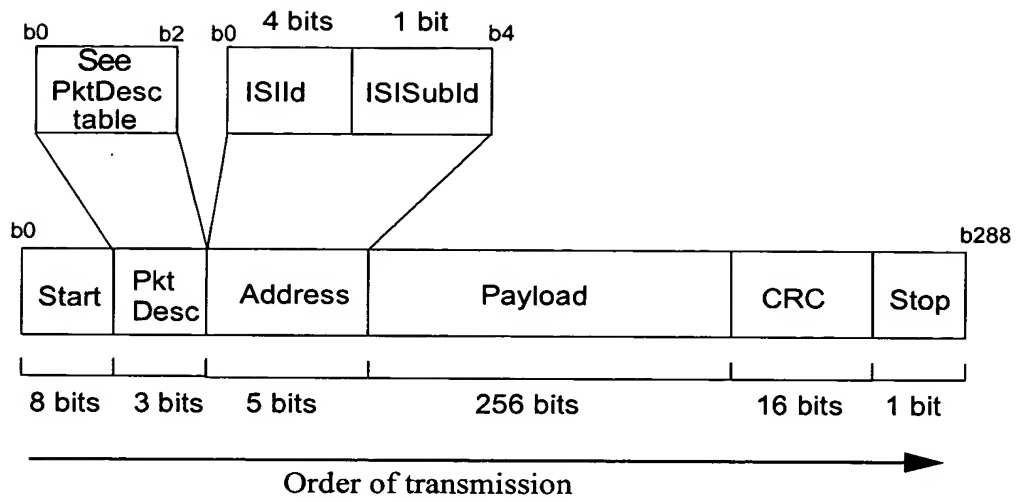 4 bits 1 bit
b0 b2 b0 b4
See
PktDesc
table
ISIId ISISubId
b0 b288
Start Pkt
Desc Address Payload CRC Stop
8 bits 3 bits 5 bits 256 bits 16 bits 1 bit
Order of transmission